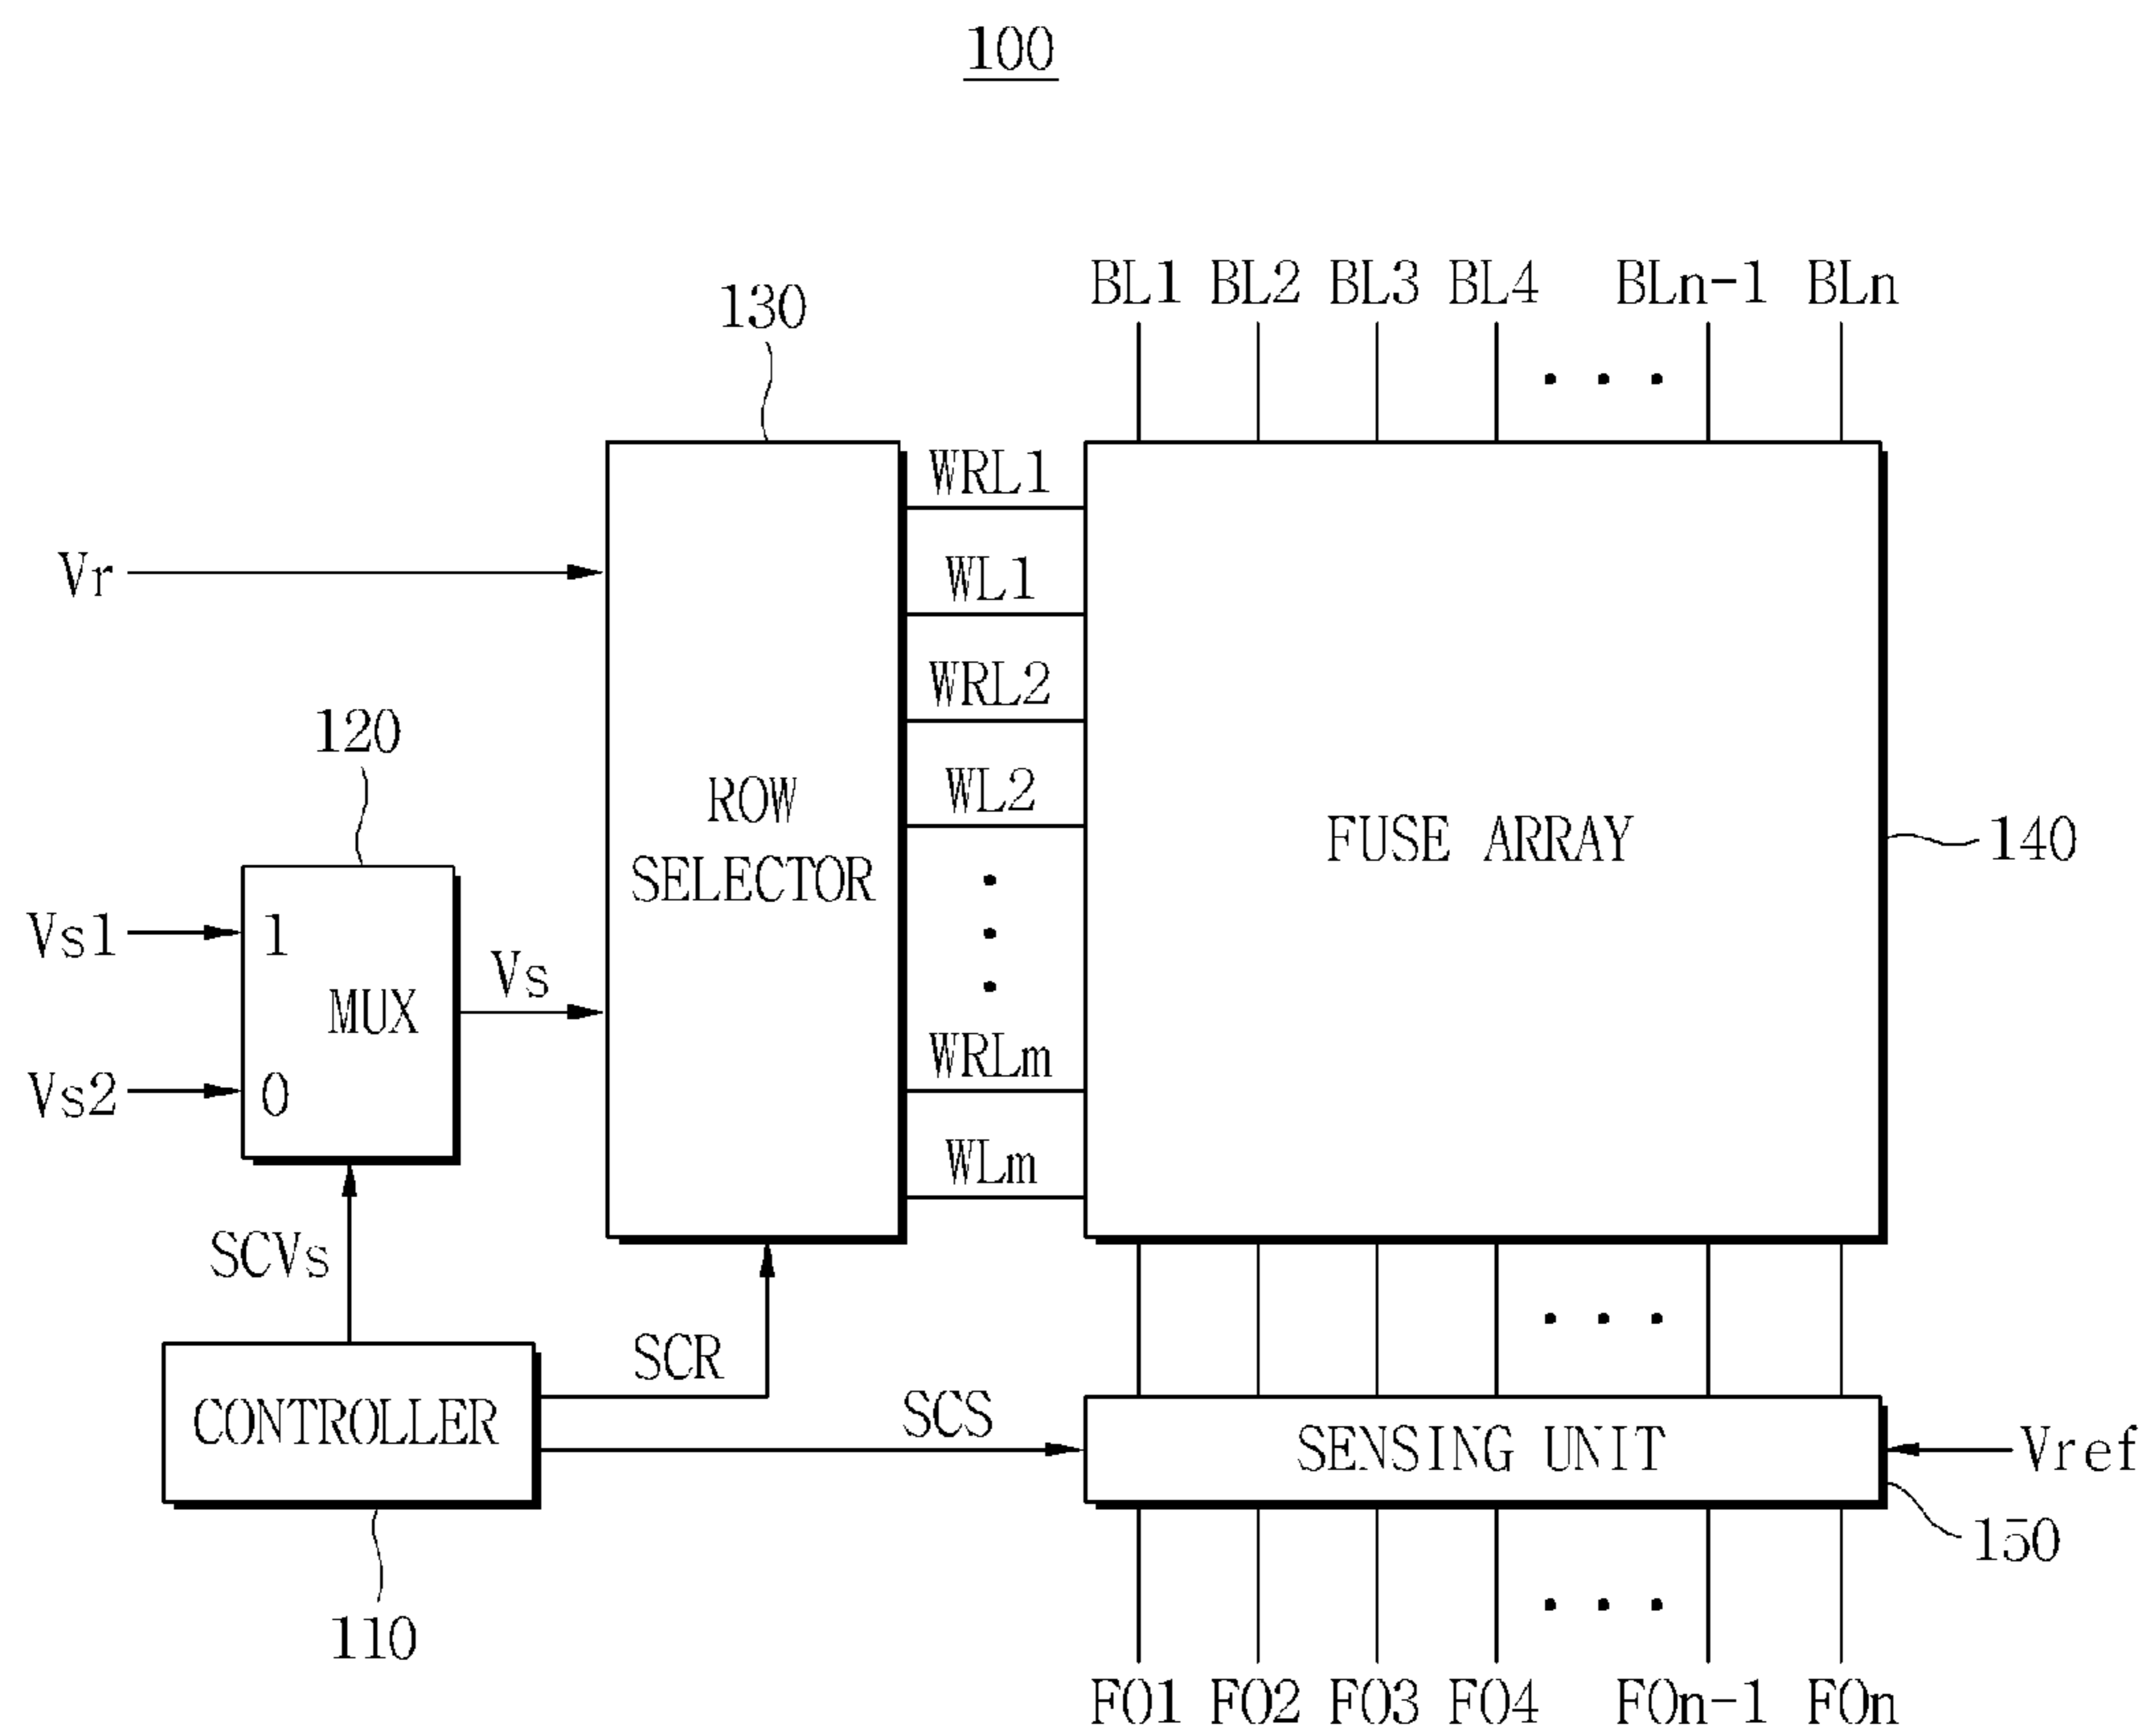 100
BL1 BL2 BL3 BL4 BLn-1 BLn
130
WRL1
Vr
WL1
WRL2
120
WL2
ROW
SELECTOR
FUSE ARRAY
140
Vs1
1
Vs
MUX
Vs2
0
WRLm
WLm
SCVs
SCR
SCS
CONTROLLER
SENSING UNIT
Vref
150
110
FO1 FO2 FO3 FO4 FOn-1 FOn